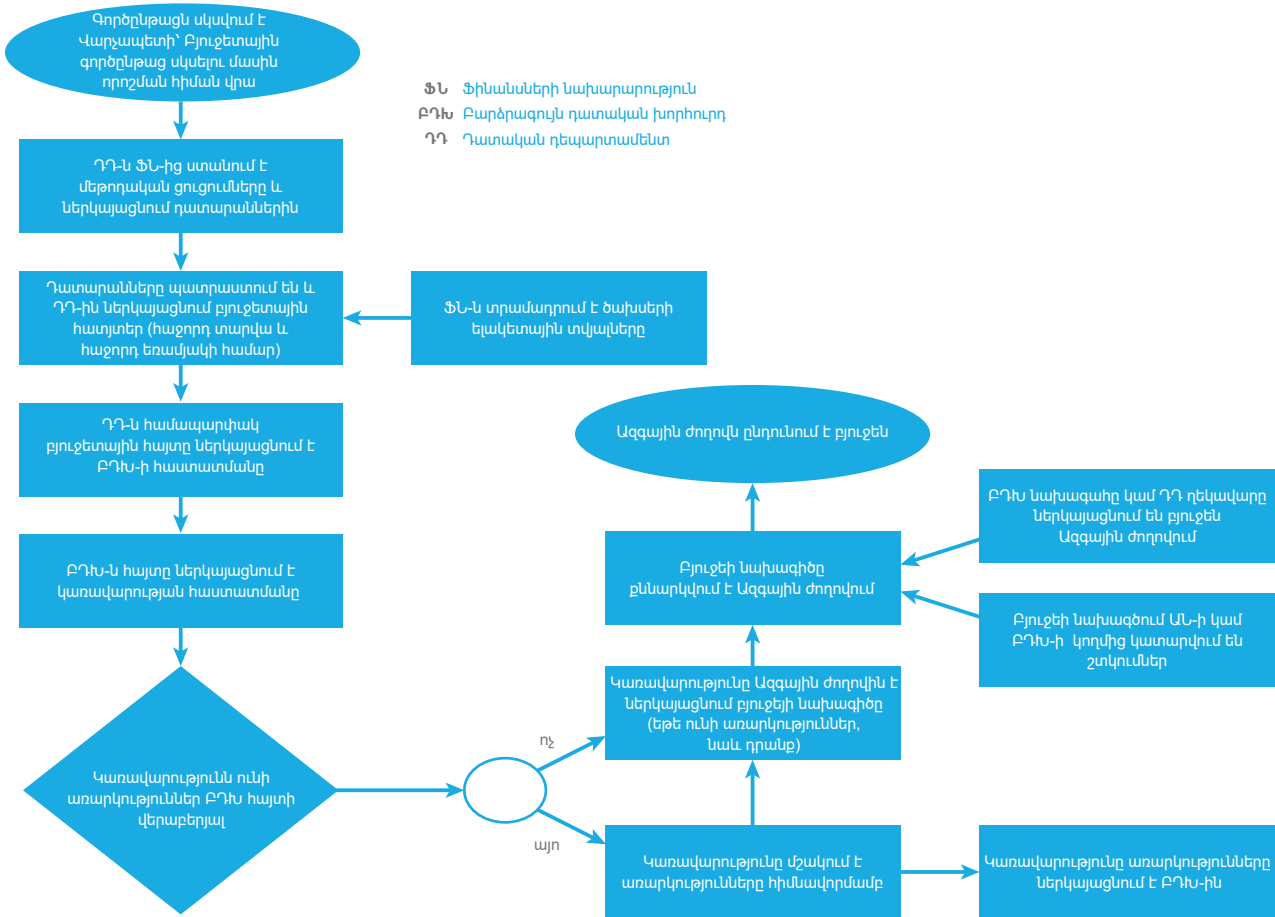 Գործընթացն սկսվում է
Վարչապետի՝ Բյուջետային
գործընթաց սկսելու մասին
որոշման հիման վրա
ՖՆ Ֆինանսների նախարարություն
ԲԴԽ Բարձրագույն դատական խորհուրդ
ԴԴ Դատական դեպարտամենտ
ԴԴ-ն ՖՆ-ից ստանում է
մեթոդական ցուցումները և
ներկայացնում դատարաններին
Դատարանները պատրաստում են և
ԴԴ-ին ներկայացնում բյուջետային
հատյտեր (հաջորդ տարվա և
հաջորդ եռամյակի համար)
ՖՆ-ն տրամադրում է ծախսերի
ելակետային տվյալները
ԴԴ-ն համապարփակ
բյուջետային հայտը ներկայացնում է
ԲԴԽ-ի հաստատմանը
ԲԴԽ-ն հայտը ներկայացնում է
կառավարության հաստատմանը
Կառավարությունն ունի
առարկություններ ԲԴԽ հայտի
վերաբերյալ
ոչ
այո
Ազգային ժողովն ընդունում է բյուջեն
Բյուջեի նախագիծը
քննարկվում է Ազգային ժողովում
ԲԴԽ նախագահը կամ ԴԴ ղեկավարը
ներկայացնում են բյուջեն
Ազգային ժողովում
Բյուջեի նախագծում ԱՆ-ի կամ
ԲԴԽ-ի կողմից կատարվում են
շտկումներ
Կառավարությունը Ազգային ժողովին է
ներկայացնում բյուջեյի նախագիծը
(եթե ունի առարկություններ,
նաև դրանք)
Կառավարությունը մշակում է
առարկությունները հիմնավորմամբ
Կառավարությունը առարկությունները
ներկայացնում է ԲԴԽ-ին